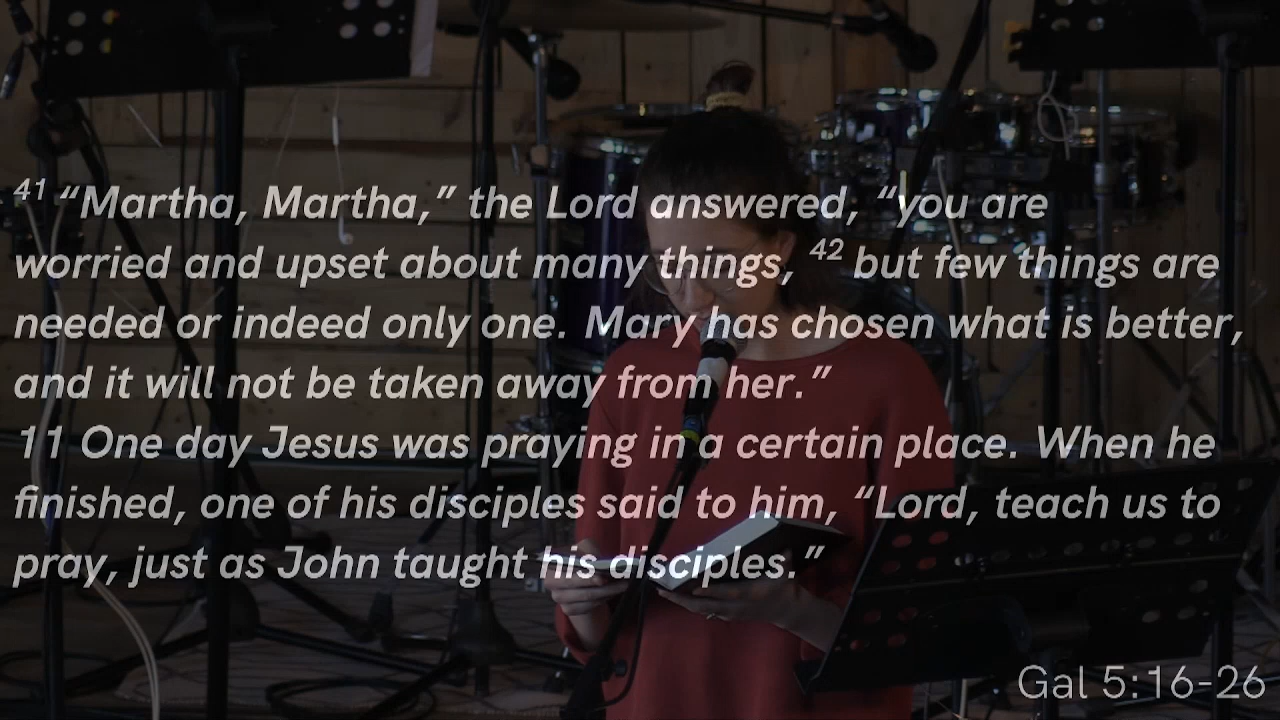 41 “Martha, Martha,” the Lord answered, “you are
worried and upset about many things, 42 but few things are
needed or indeed only one. Mary has chosen what is better,
and it will not be taken away from her.”
11 One day Jesus was praying in a certain place. When he
finished, one of his disciples said to him, “Lord, teach us to
pray, just as John taught his disciples.”
Gal 5:16-26